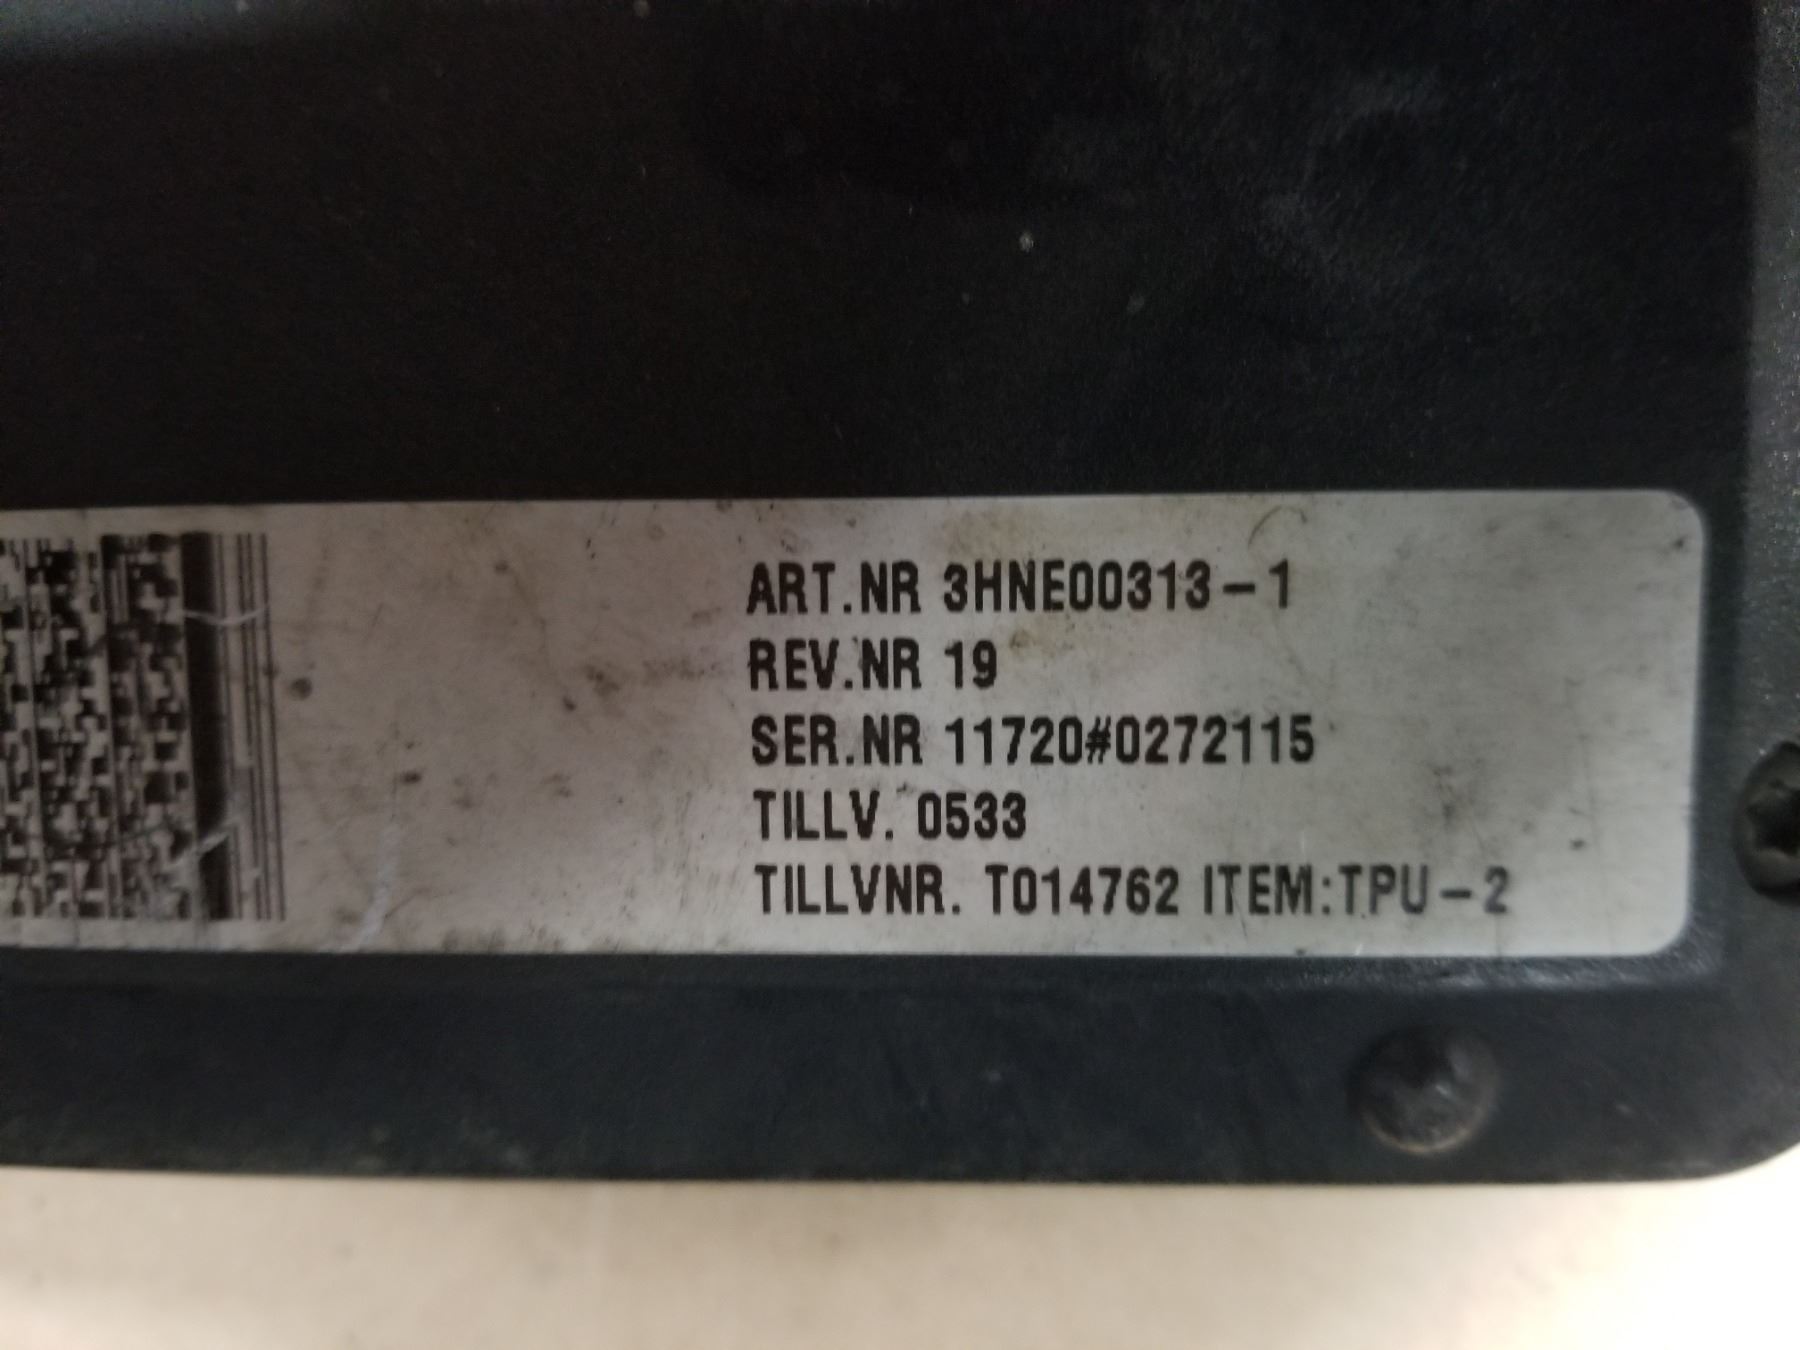 ART.NR 3HNE00313-1
REV.NR 19
SER.NR 11720#0272115
TILLV. 0533
TILLVNR. T014762 ITEM:TPU-2